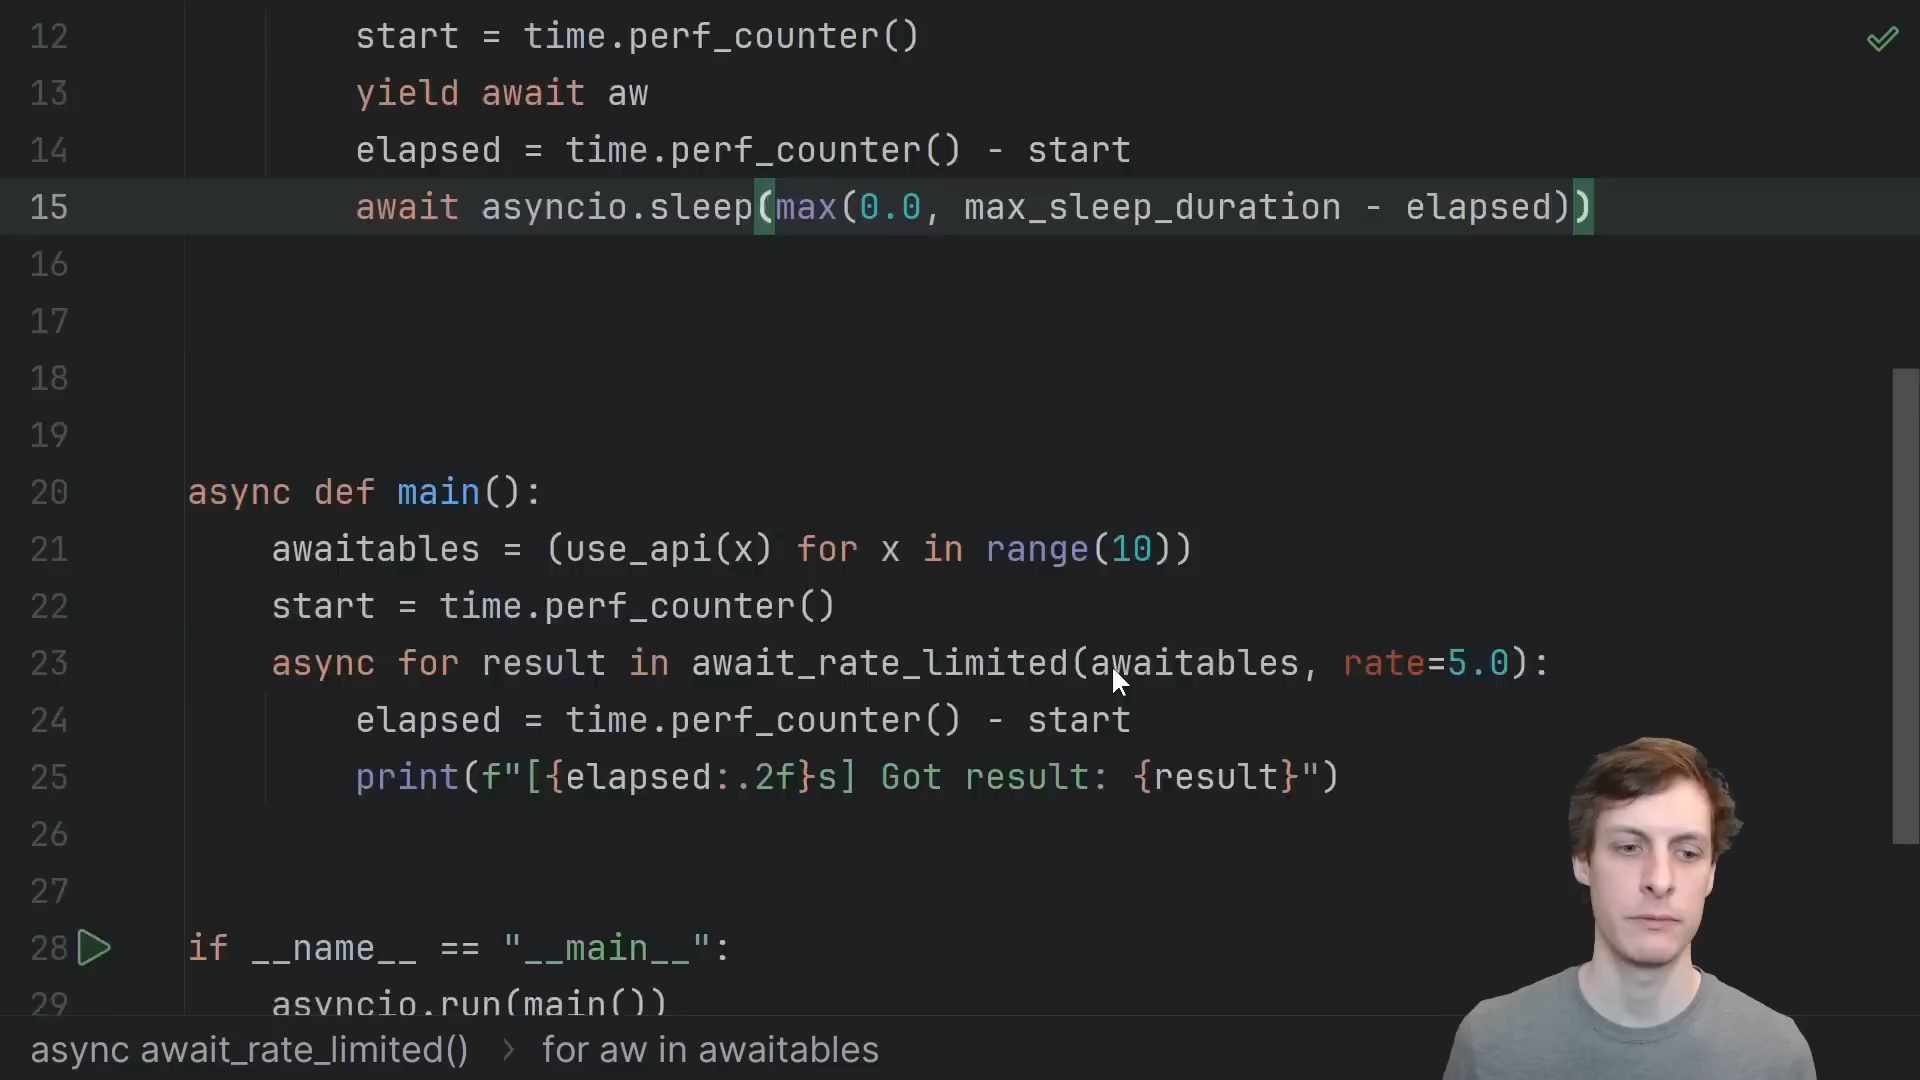 12 start = time.perf_counter()
13 yield await aw
14 elapsed = time.perf_counter() - start
15 await asyncio.sleep(max(0.0, max_sleep_duration - elapsed))
16
17
18
19
20 async def main():
21 awaitables = (use_api(x) for x in range(10))
22 start = time.perf_counter()
23 async for result in await_rate_limited(awaitables, rate=5.0):
24 elapsed = time.perf_counter() - start
25 print(f"[{elapsed:.2f}s] Got result: {result}")
26
27
28 if __name__ == "__main__":
29 asyncio.run(main())
async await_rate_limited() > for aw in awaitables